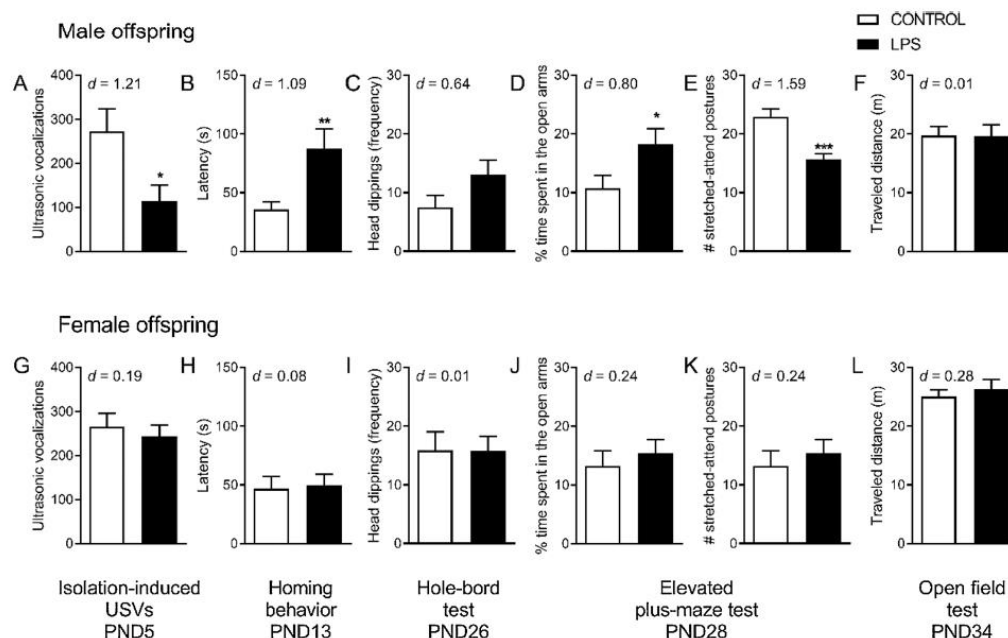 Male offspring
CONTROL
LPS
A
Ultrasonic vocalizations
400
300
200
100
0
d = 1.21
*
B
Latency (s)
150
100
50
0
d = 1.09
**
C
Head dippings (frequency)
30
20
10
0
d = 0.64
D
% time spent in the open arms
30
20
10
0
d = 0.80
*
E
# stretched-attend postures
30
20
10
0
d = 1.59
***
F
Traveled distance (m)
30
20
10
0
d = 0.01
Female offspring
G
Ultrasonic vocalizations
400
300
200
100
0
d = 0.19
H
Latency (s)
150
100
50
0
d = 0.08
I
Head dippings (frequency)
30
20
10
0
d = 0.01
J
% time spent in the open arms
30
20
10
0
d = 0.24
K
# stretched-attend postures
30
20
10
0
d = 0.24
L
Traveled distance (m)
30
20
10
0
d = 0.28
Isolation-induced
USVs
PND5
Homing
behavior
PND13
Hole-bord
test
PND26
Elevated
plus-maze test
PND28
Open field
test
PND34